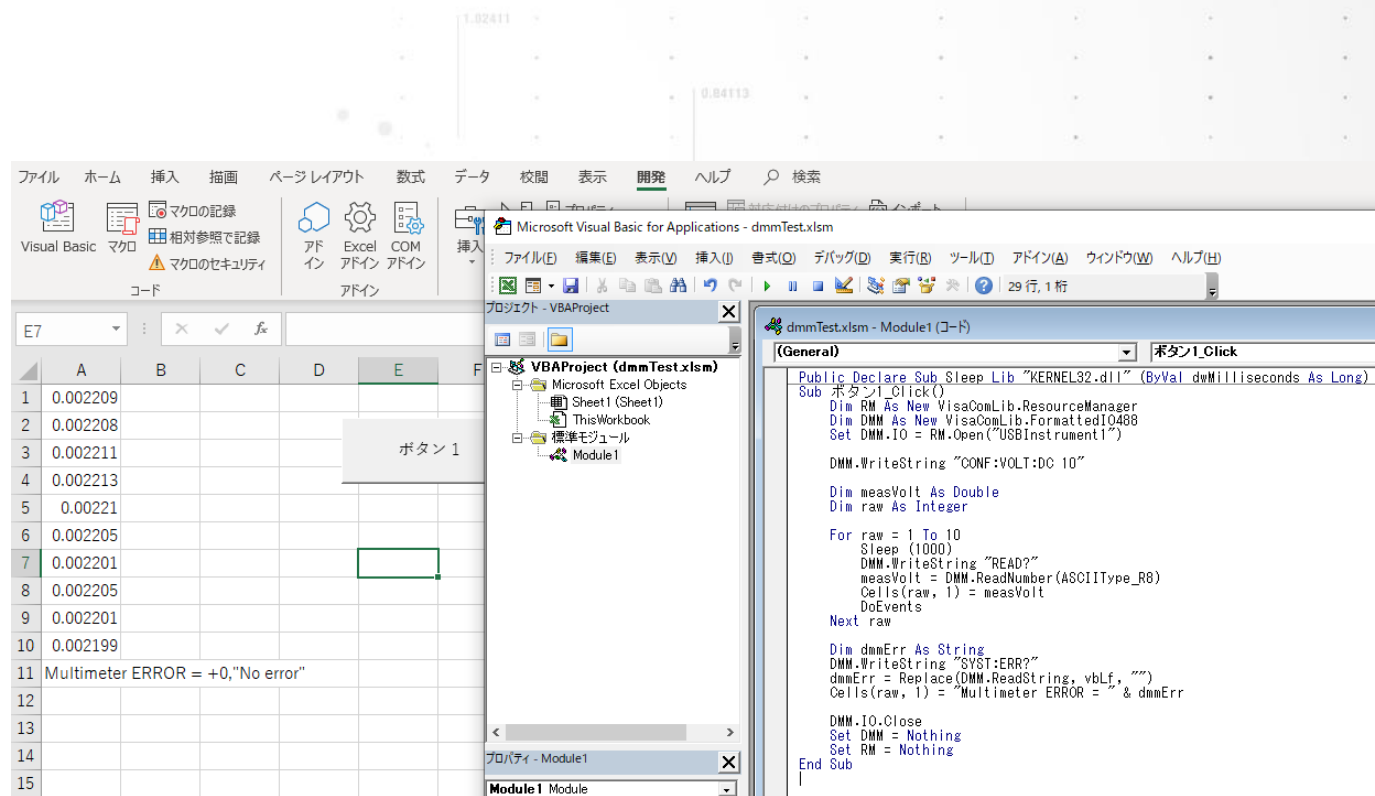 1.02411
0.84113
ファイル ホーム 挿入 描画 ページ レイアウト 数式 データ 校閲 表示 開発 ヘルプ 検索
Visual Basic
マクロ
マクロの記録
相対参照で記録
マクロのセキュリティ
コード
アド
イン
Excel
アドイン
COM
アドイン
アドイン
挿入
E7
fx
A B C D E F
1 0.002209
2 0.002208
3 0.002211
4 0.002213
5 0.00221
6 0.002205
7 0.002201
8 0.002205
9 0.002201
10 0.002199
11 Multimeter ERROR = +0,"No error"
12
13
14
15
ボタン 1
Microsoft Visual Basic for Applications - dmmTest.xlsm
ファイル(F) 編集(E) 表示(V) 挿入(I) 書式(O) デバッグ(D) 実行(R) ツール(T) アドイン(A) ウィンドウ(W) ヘルプ(H)
29 行, 1 桁
プロジェクト - VBAProject
VBAProject (dmmTest.xlsm)
Microsoft Excel Objects
Sheet1 (Sheet1)
ThisWorkbook
標準モジュール
Module1
プロパティ - Module1
Module1 Module
dmmTest.xlsm - Module1 (コード)
(General) ボタン1_Click
Public Declare Sub Sleep Lib "KERNEL32.dll" (ByVal dwMilliseconds As Long)
Sub ボタン1_Click()
Dim RM As New VisaComLib.ResourceManager
Dim DMM As New VisaComLib.FormattedIO488
Set DMM.IO = RM.Open("USBInstrument1")
DMM.WriteString "CONF:VOLT:DC 10"
Dim measVolt As Double
Dim raw As Integer
For raw = 1 To 10
Sleep (1000)
DMM.WriteString "READ?"
measVolt = DMM.ReadNumber(ASCIIType_R8)
Cells(raw, 1) = measVolt
DoEvents
Next raw
Dim dmmErr As String
DMM.WriteString "SYST:ERR?"
dmmErr = Replace(DMM.ReadString, vbLf, "")
Cells(raw, 1) = "Multimeter ERROR = " & dmmErr
DMM.IO.Close
Set DMM = Nothing
Set RM = Nothing
End Sub